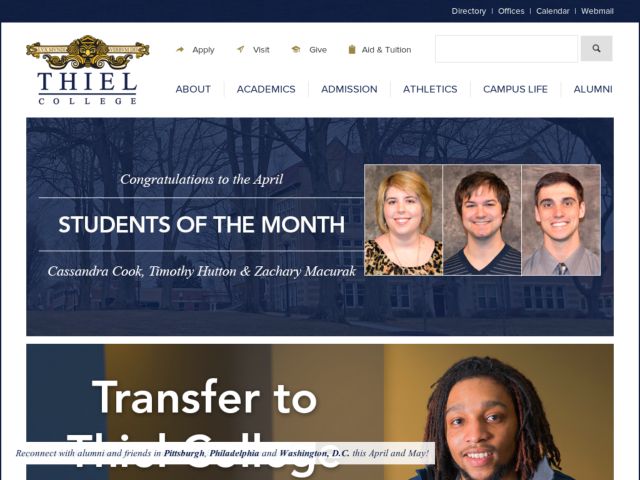 Directory | Offices | Calendar | Webmail
Apply Visit Give Aid & Tuition
THIEL
COLLEGE
ABOUT ACADEMICS ADMISSION ATHLETICS CAMPUS LIFE ALUMNI
Congratulations to the April
STUDENTS OF THE MONTH
Cassandra Cook, Timothy Hutton & Zachary Macurak
Transfer to
Thiel College
Reconnect with alumni and friends in Pittsburgh, Philadelphia and Washington, D.C. this April and May!